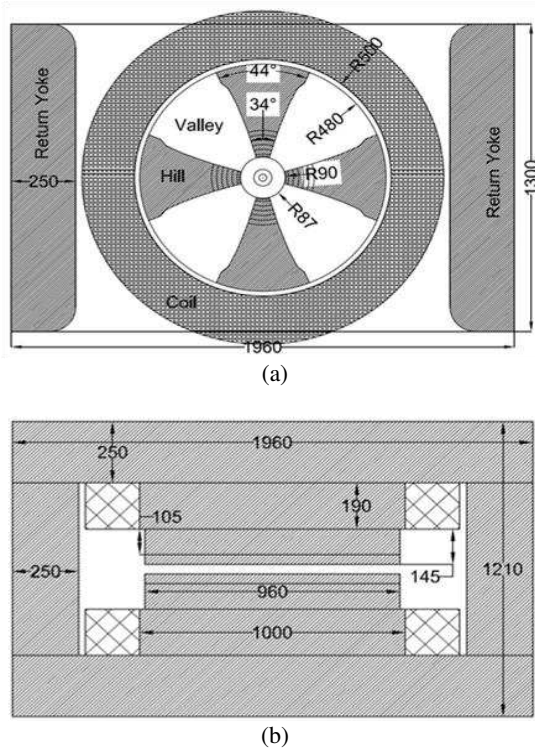 44°
R500
34°
Valley
R480
Return Yoke
250
Hill
R90
R87
Return Yoke
1300
Coil
1960
(a)
1960
250
190
105
250
145
1210
960
1000
(b)